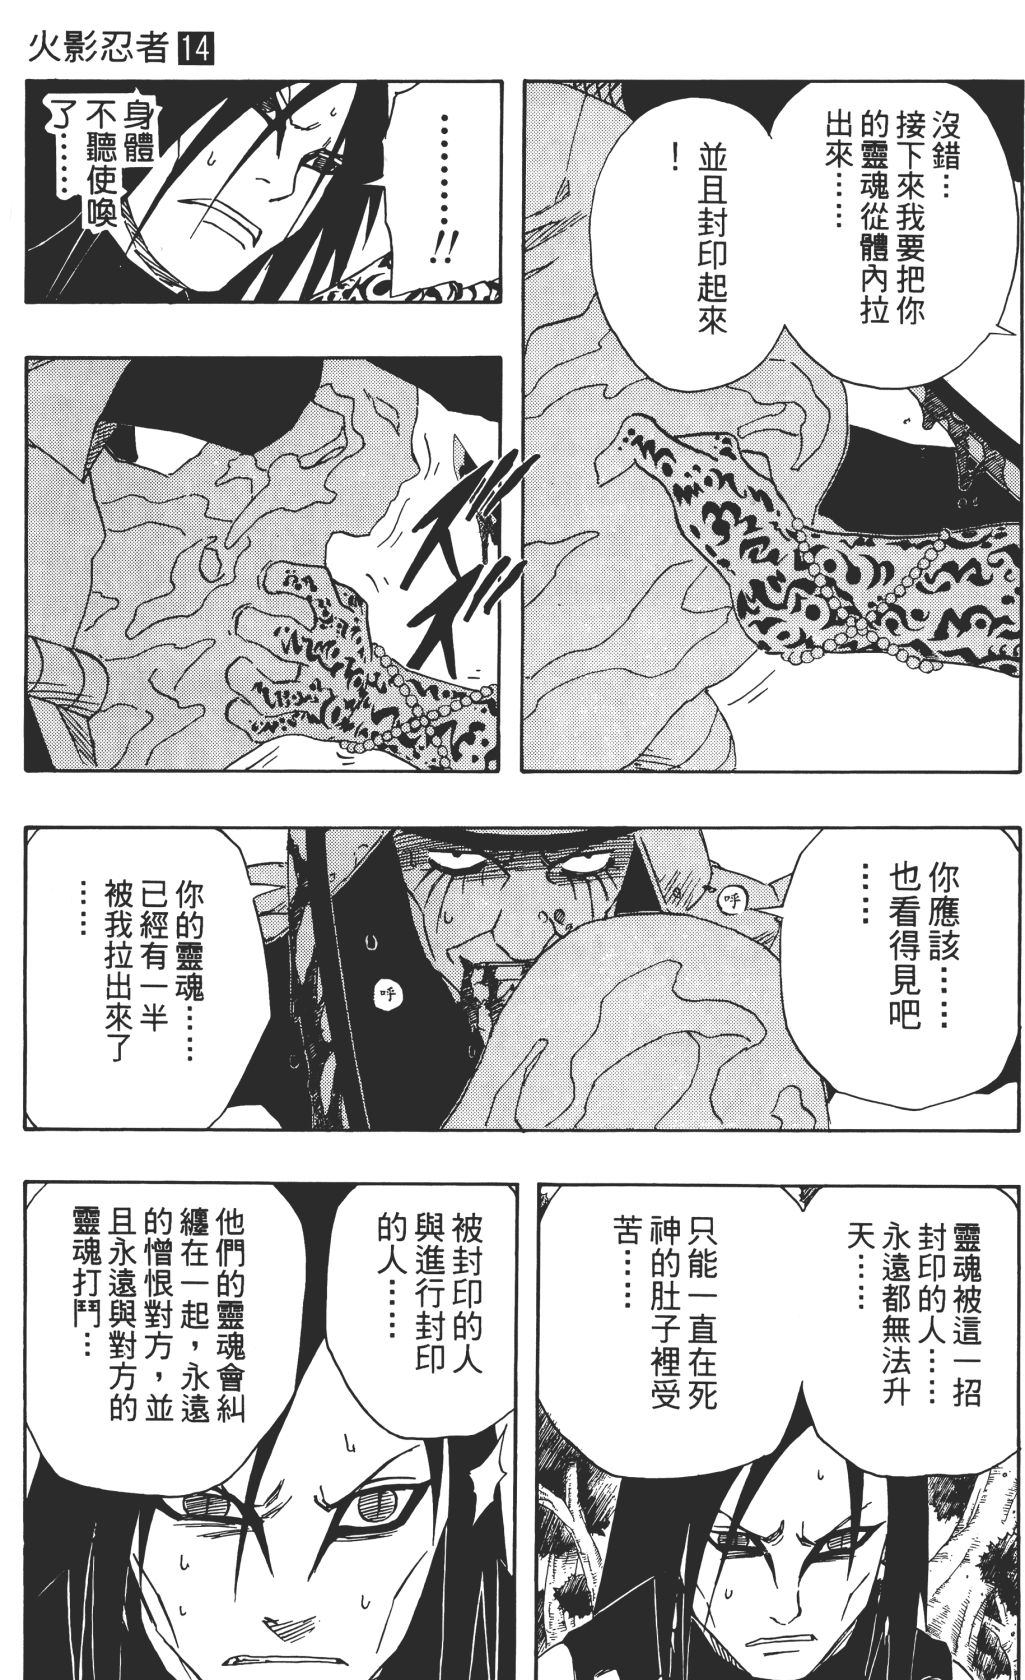 火影忍者14
沒錯…
接下來我要把你
的靈魂從體內拉
出來……
並且封印起來
！
………!!
身體
不聽使喚
了……
ズズ
你應該……
也看得見吧
……
呼
呼
你的靈魂……
已經有一半
被我拉出來了
……
靈魂被這一招
封印的人……
永遠都無法升
天……
只能一直在死
神的肚子裡受
苦……
被封印的人
與進行封印
的人……
他們的靈魂會糾
纏在一起，永遠
的憎恨對方，並
且永遠與對方的
靈魂打鬥…